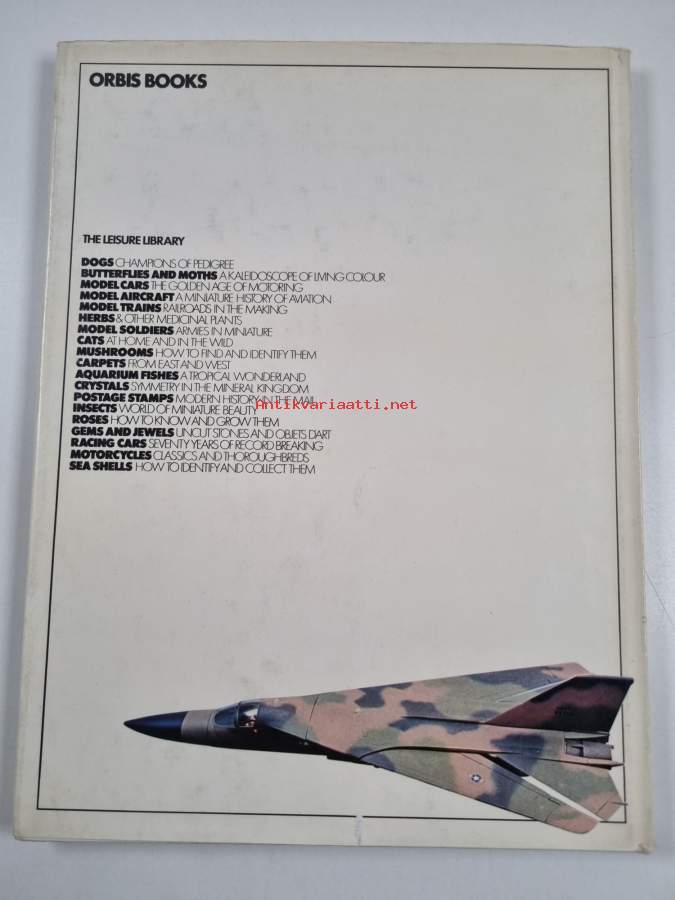 ORBIS BOOKS
THE LEISURE LIBRARY
DOGS CHAMPIONS OF PEDIGREE
BUTTERFLIES AND MOTHS A KALEIDOSCOPE OF LIVING COLOUR
MODEL CARS THE GOLDEN AGE OF MOTORING
MODEL AIRCRAFT A MINIATURE HISTORY OF AVIATION
MODEL TRAINS RAILROADS IN THE MAKING
HERBS & OTHER MEDICINAL PLANTS
MODEL SOLDIERS ARMIES IN MINIATURE
CATS AT HOME AND IN THE WILD
MUSHROOMS HOW TO FIND AND IDENTIFY THEM
CARPETS FROM EAST AND WEST
AQUARIUM FISHES A TROPICAL WONDERLAND
CRYSTALS SYMMETRY IN THE MINERAL KINGDOM
POSTAGE STAMPS MODERN HISTORY IN THE MAIL
INSECTS WORLD OF MINIATURE BEAUTY
Antikvariaatti.net
ROSES HOW TO KNOW AND GROW THEM
GEMS AND JEWELS UNCUT STONES AND OBJETS DART
RACING CARS SEVENTY YEARS OF RECORD BREAKING
MOTORCYCLES CLASSICS AND THOROUGHBREDS
SEA SHELLS HOW TO IDENTIFY AND COLLECT THEM